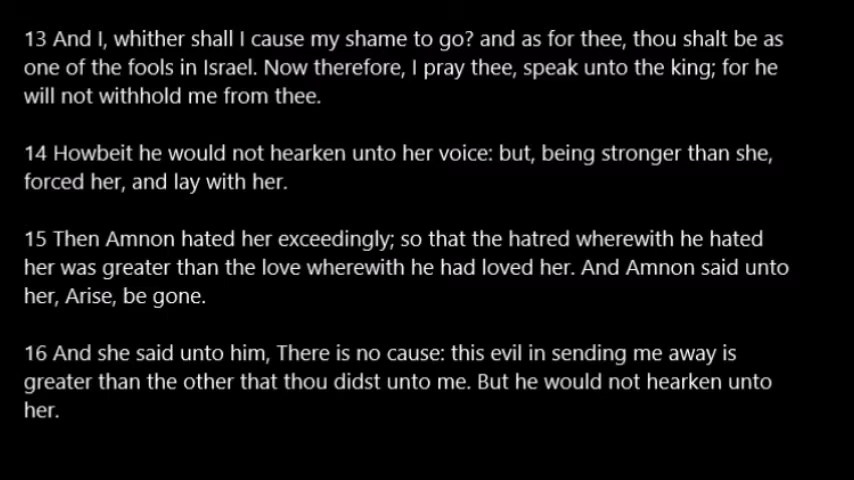 13 And I, whither shall I cause my shame to go? and as for thee, thou shalt be as
one of the fools in Israel. Now therefore, I pray thee, speak unto the king; for he
will not withhold me from thee.
14 Howbeit he would not hearken unto her voice: but, being stronger than she,
forced her, and lay with her.
15 Then Amnon hated her exceedingly; so that the hatred wherewith he hated
her was greater than the love wherewith he had loved her. And Amnon said unto
her, Arise, be gone.
16 And she said unto him, There is no cause: this evil in sending me away is
greater than the other that thou didst unto me. But he would not hearken unto
her.